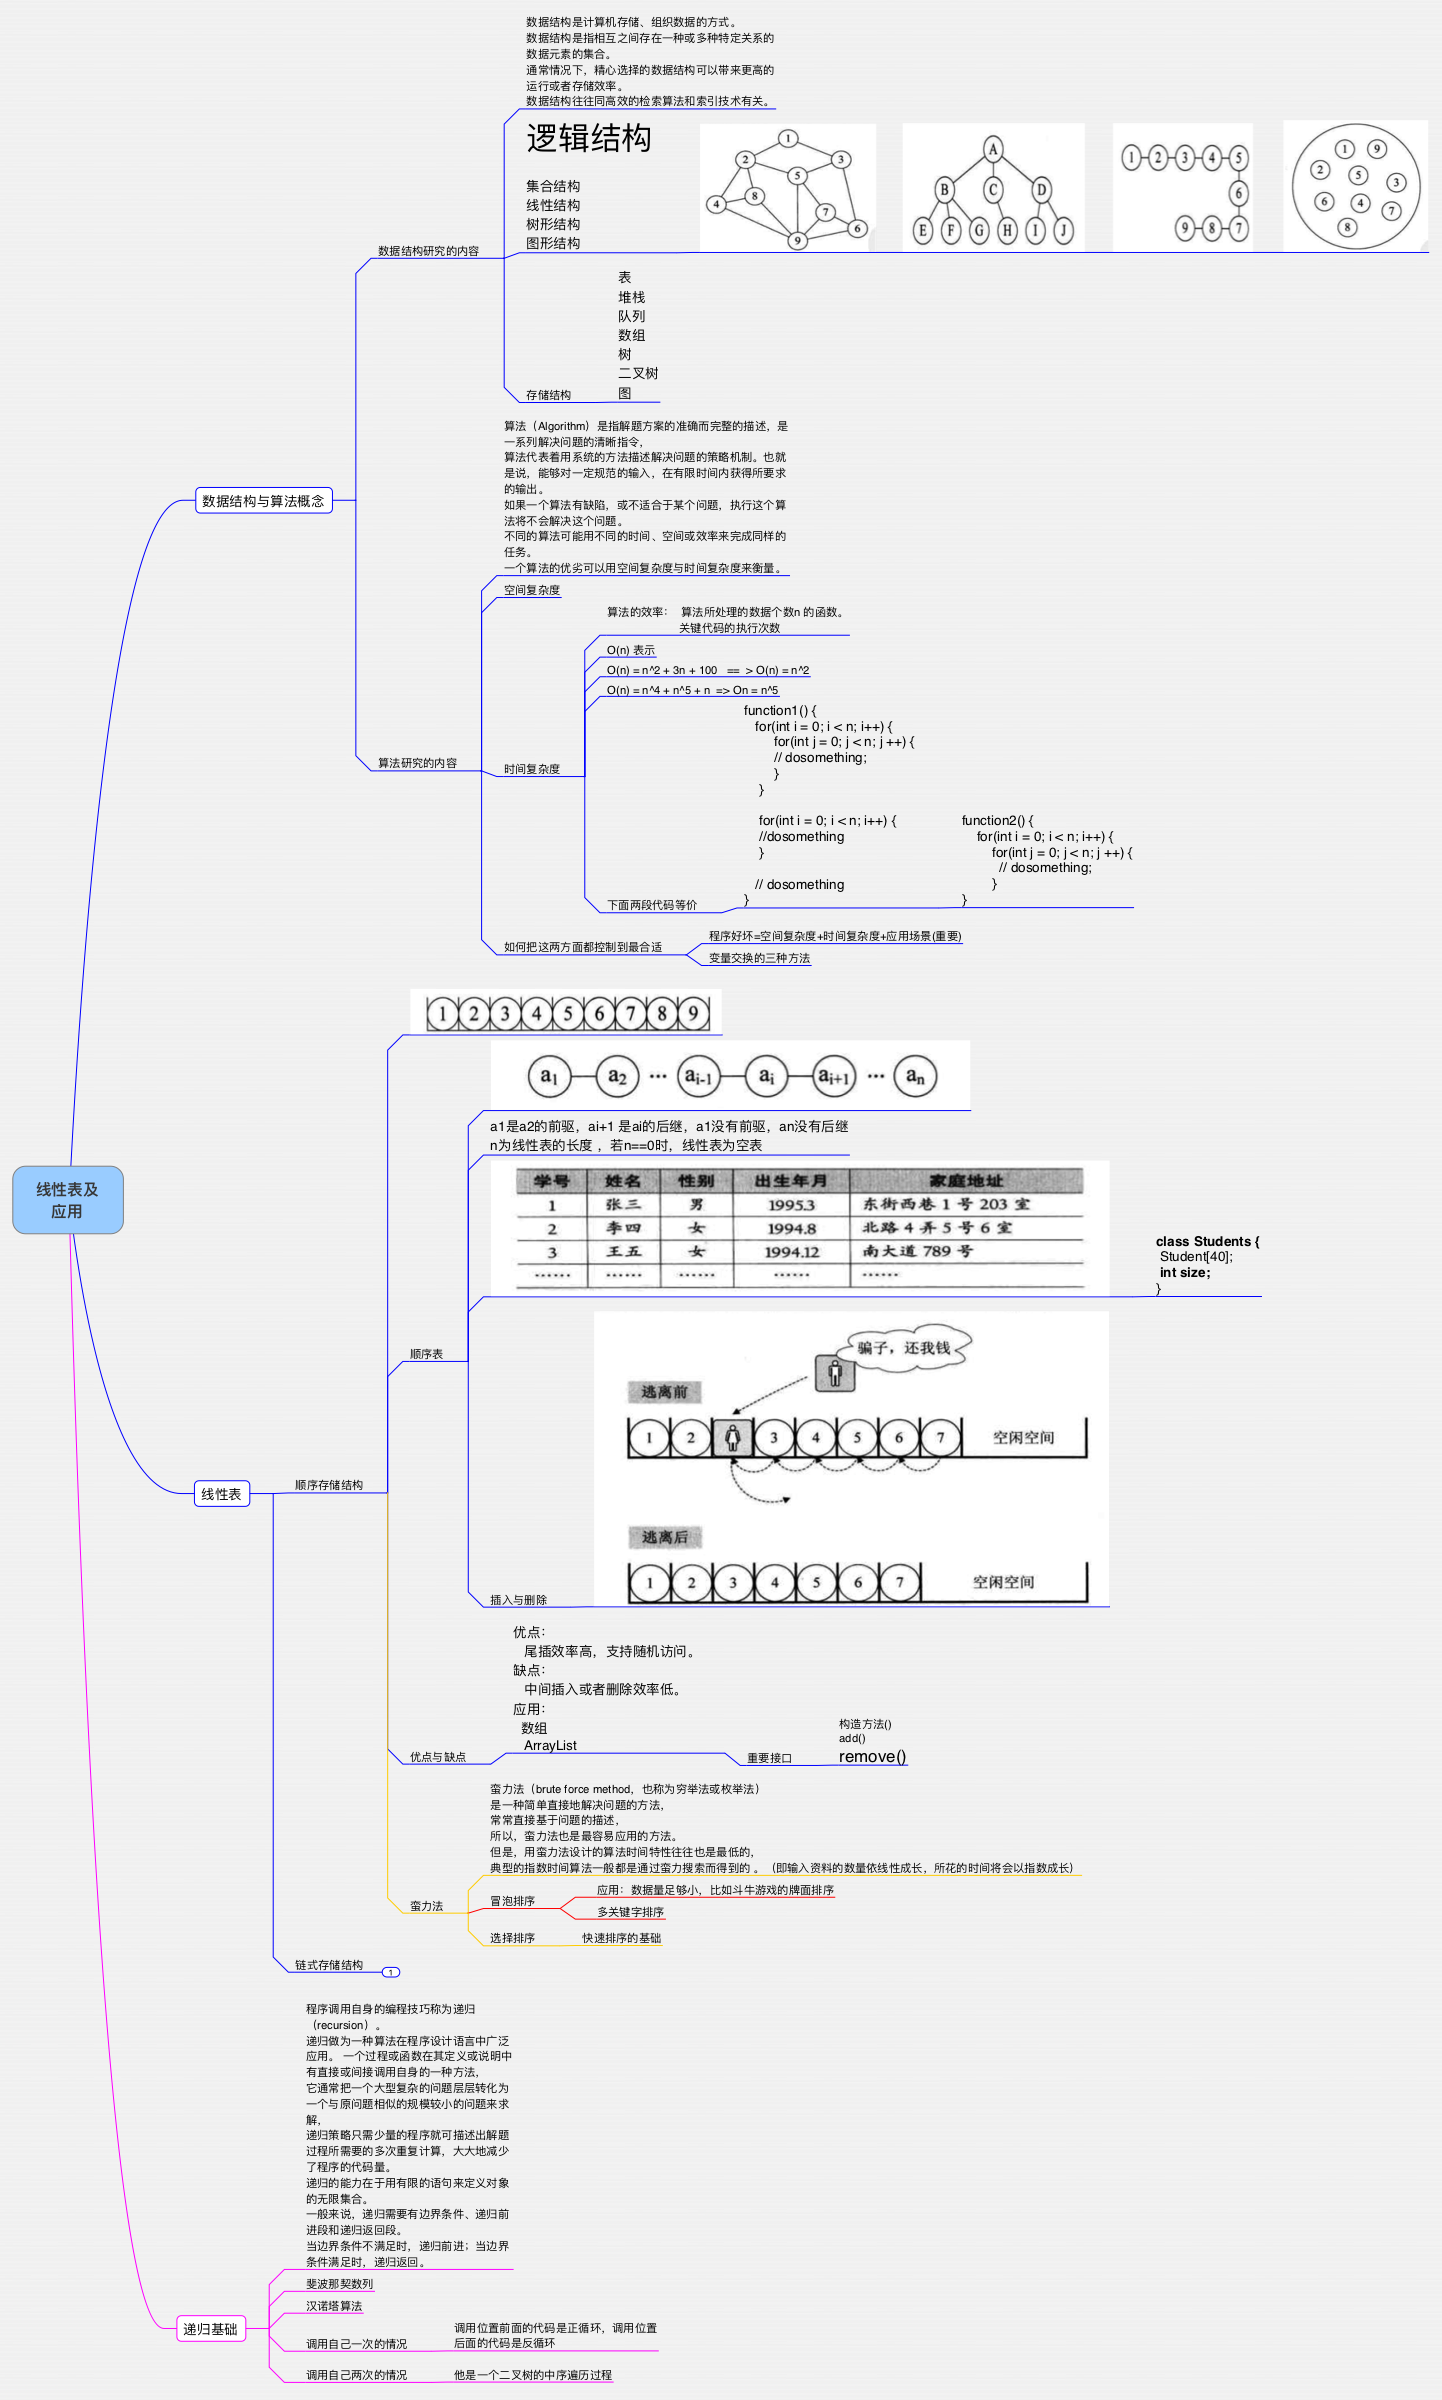 数据结构是计算机存储、组织数据的方式。
数据结构是指相互之间存在一种或多种特定关系的
数据元素的集合。
通常情况下，精心选择的数据结构可以带来更高的
运行或者存储效率。
数据结构往往同高效的检索算法和索引技术有关。
逻辑结构
集合结构
线性结构
树形结构
图形结构
1
2
3
5
4
8
7
6
9
A
B C D
E F G H I J
1 2 3 4 5
6
9 8 7
1 9
2 5 3
6 4 7
8
数据结构研究的内容
表
堆栈
队列
数组
树
二叉树
图
存储结构
数据结构与算法概念
算法（Algorithm）是指解题方案的准确而完整的描述，是
一系列解决问题的清晰指令，
算法代表着用系统的方法描述解决问题的策略机制。也就
是说，能够对一定规范的输入，在有限时间内获得所要求
的输出。
如果一个算法有缺陷，或不适合于某个问题，执行这个算
法将不会解决这个问题。
不同的算法可能用不同的时间、空间或效率来完成同样的
任务。
一个算法的优劣可以用空间复杂度与时间复杂度来衡量。
空间复杂度
算法的效率： 算法所处理的数据个数n 的函数。
关键代码的执行次数
O(n) 表示
O(n) = n^2 + 3n + 100   ==  > O(n) = n^2
O(n) = n^4 + n^5 + n  => On = n^5
算法研究的内容
时间复杂度
function1() {
for(int i = 0; i < n; i++) {
for(int j = 0; j < n; j ++) {
// dosomething;
}
}
for(int i = 0; i < n; i++) {
//dosomething
}
// dosomething
}
function2() {
for(int i = 0; i < n; i++) {
for(int j = 0; j < n; j ++) {
// dosomething;
}
}
下面两段代码等价
如何把这两方面都控制到最合适
程序好坏=空间复杂度+时间复杂度+应用场景(重要)
变量交换的三种方法
线性表及
应用
1 2 3 4 5 6 7 8 9
a1 a2 ··· ai-1 ai ai+1 ··· an
a1是a2的前驱，ai+1 是ai的后继，a1没有前驱，an没有后继
n为线性表的长度 ，若n==0时，线性表为空表
学号 姓名 性别 出生年月 家庭地址
1 张三 男 1995.3 东街西巷 1 号 203 室
2 李四 女 1994.8 北路 4 弄 5 号 6 室
3 王五 女 1994.12 南大道 789 号
…… …… …… …… ……
class Students {
Student[40];
int size;
}
顺序表
骗子，还我钱
逃离前
1 2 3 4 5 6 7 空闲空间
逃离后
1 2 3 4 5 6 7 空闲空间
插入与删除
线性表
顺序存储结构
优点：
尾插效率高，支持随机访问。
缺点：
中间插入或者删除效率低。
应用：
数组
ArrayList
优点与缺点
重要接口
构造方法()
add()
remove()
蛮力法（brute force method，也称为穷举法或枚举法）
是一种简单直接地解决问题的方法，
常常直接基于问题的描述，
所以，蛮力法也是最容易应用的方法。
但是，用蛮力法设计的算法时间特性往往也是最低的，
典型的指数时间算法一般都是通过蛮力搜索而得到的 。（即输入资料的数量依线性成长，所花的时间将会以指数成长）
蛮力法
冒泡排序
应用：数据量足够小，比如斗牛游戏的牌面排序
多关键字排序
选择排序
快速排序的基础
链式存储结构
1
程序调用自身的编程技巧称为递归
（recursion）。
递归做为一种算法在程序设计语言中广泛
应用。 一个过程或函数在其定义或说明中
有直接或间接调用自身的一种方法，
它通常把一个大型复杂的问题层层转化为
一个与原问题相似的规模较小的问题来求
解，
递归策略只需少量的程序就可描述出解题
过程所需要的多次重复计算，大大地减少
了程序的代码量。
递归的能力在于用有限的语句来定义对象
的无限集合。
一般来说，递归需要有边界条件、递归前
进段和递归返回段。
当边界条件不满足时，递归前进；当边界
条件满足时，递归返回。
斐波那契数列
汉诺塔算法
递归基础
调用自己一次的情况
调用位置前面的代码是正循环，调用位置
后面的代码是反循环
调用自己两次的情况
他是一个二叉树的中序遍历过程